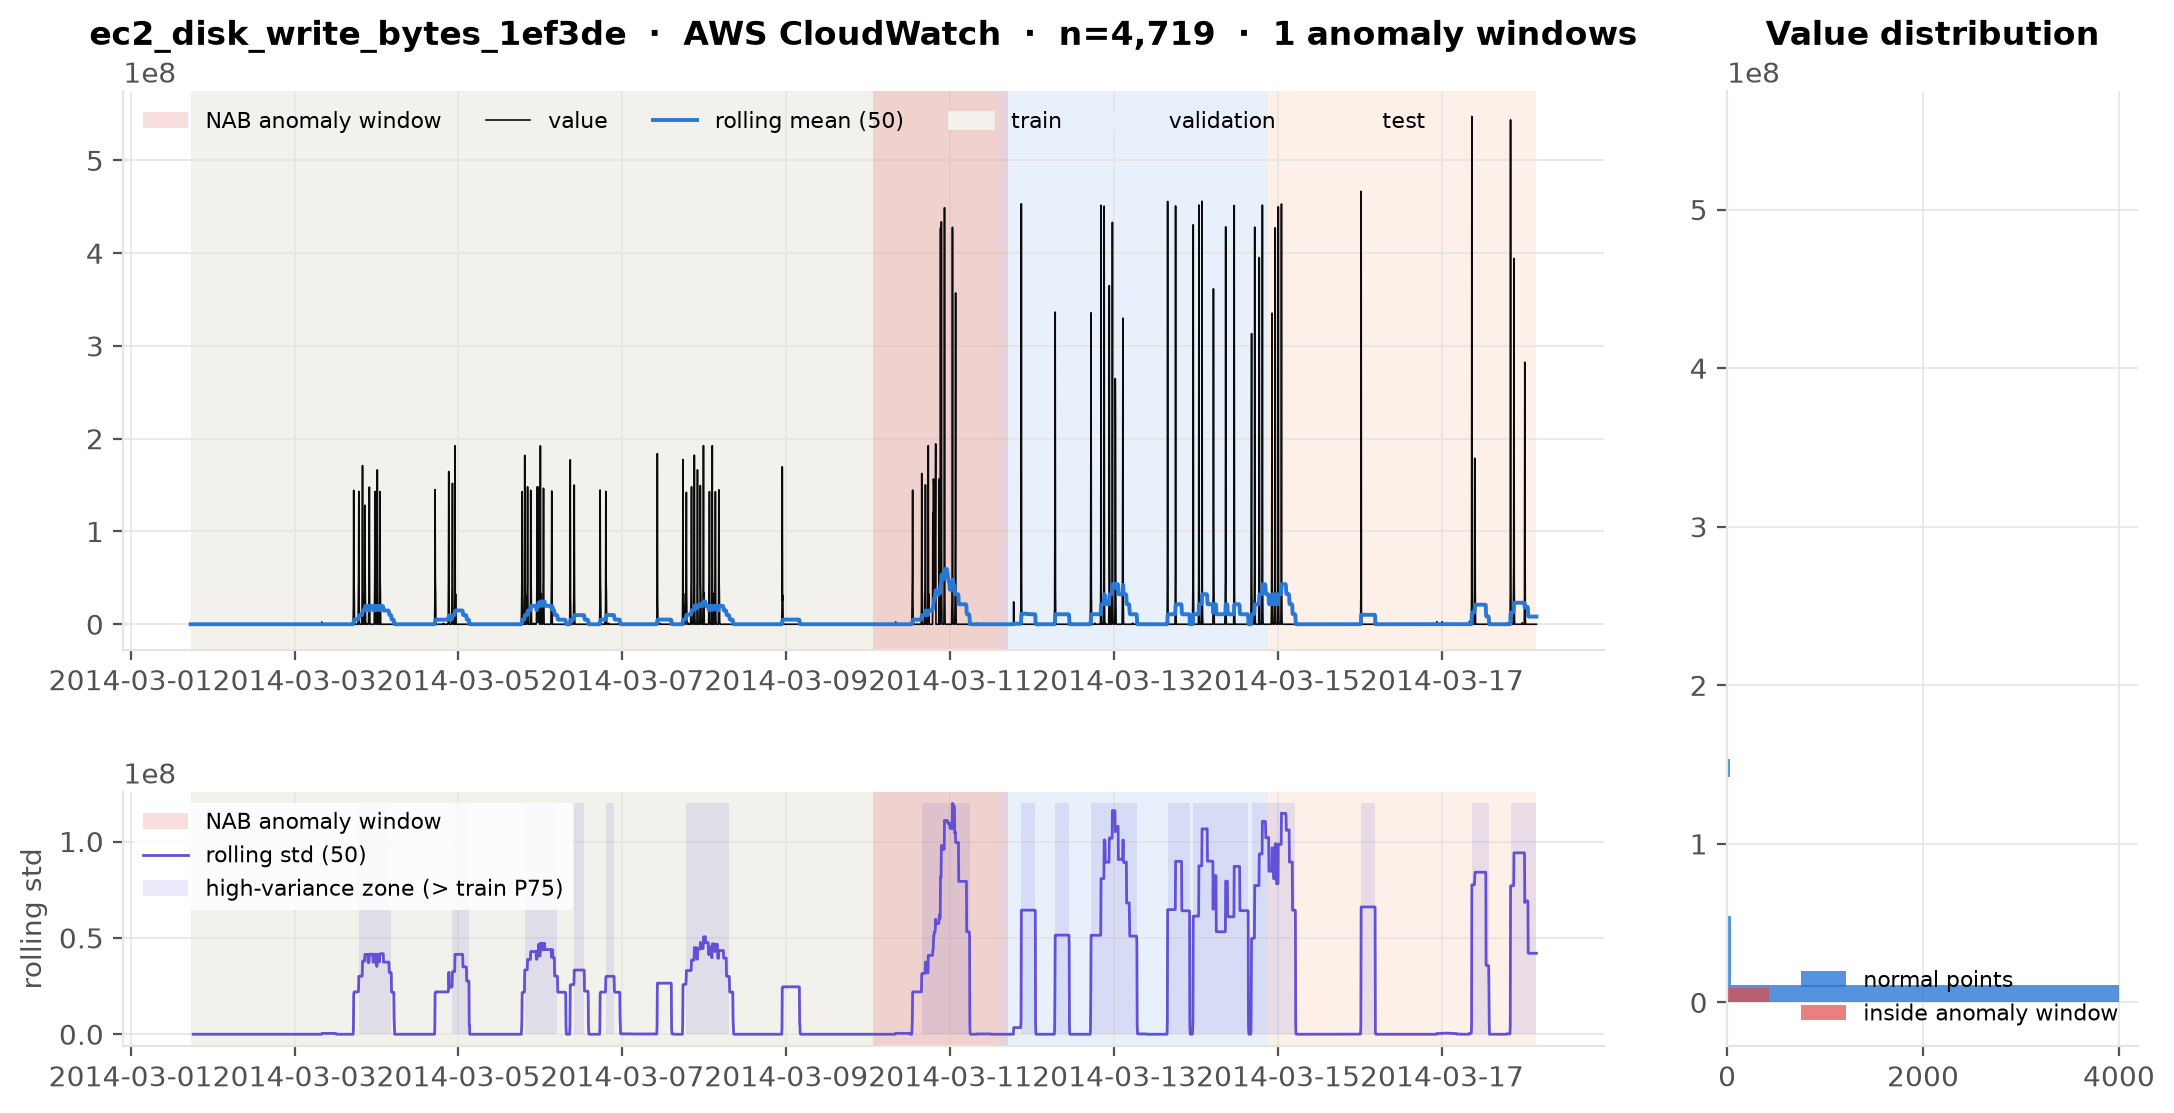 ec2_disk_write_bytes_1ef3de · AWS CloudWatch · n=4,719 · 1 anomaly windows
1e8
NAB anomaly window
value
rolling mean (50)
train
validation
test
5
4
3
2
1
0
2014-03-01
2014-03-03
2014-03-05
2014-03-07
2014-03-09
2014-03-11
2014-03-13
2014-03-15
2014-03-17
1e8
rolling std
NAB anomaly window
rolling std (50)
high-variance zone (> train P75)
1.0
0.5
0.0
2014-03-01
2014-03-03
2014-03-05
2014-03-07
2014-03-09
2014-03-11
2014-03-13
2014-03-15
2014-03-17
Value distribution
1e8
5
4
3
2
1
0
normal points
inside anomaly window
0
2000
4000